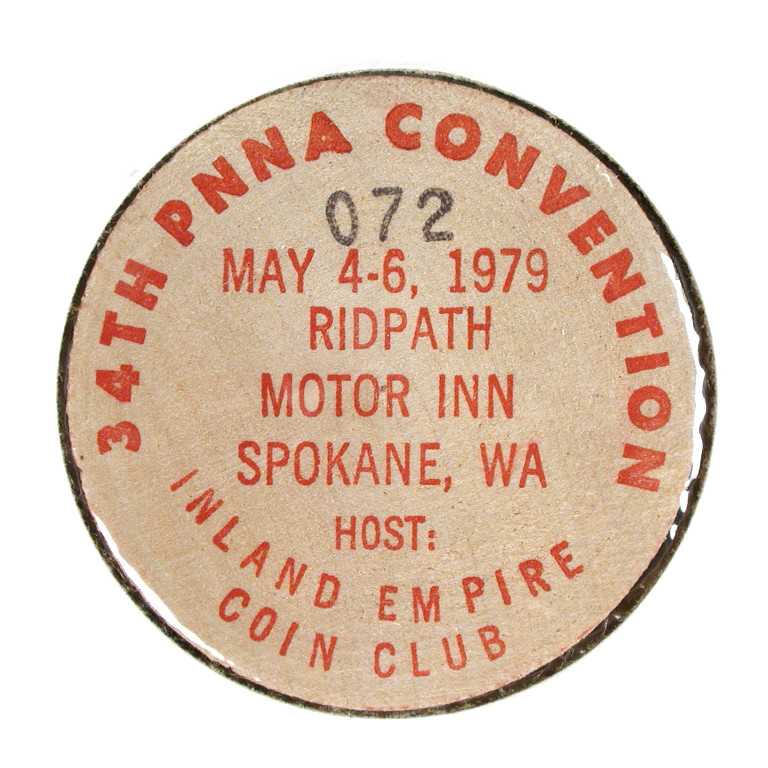 34TH PNNA CONVENTION
072
MAY 4-6, 1979
RIDPATH
MOTOR INN
SPOKANE, WA
HOST:
INLAND EMPIRE
COIN CLUB